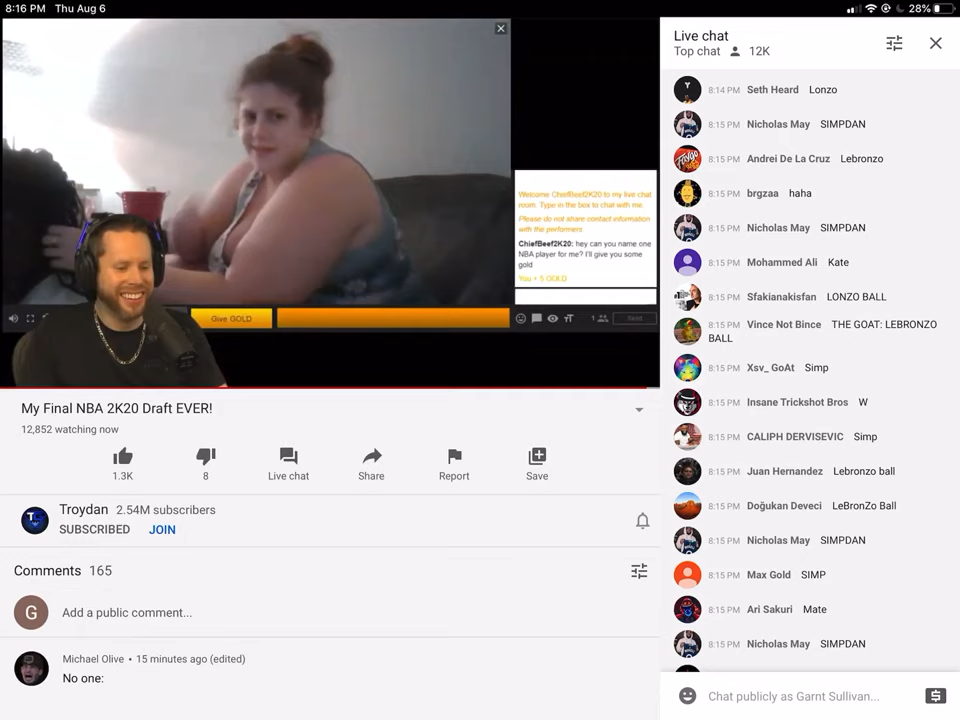 8:16 PM Thu Aug 6
28%
Welcome ChiefBeef2K20 to my live chat
room. Type in the box to chat with me.
Please do not share contact information
with the performers
ChiefBeef2K20: hey can you name one
NBA player for me? I'll give you some
gold
You + 5 GOLD
Give GOLD
1
My Final NBA 2K20 Draft EVER!
12,852 watching now
1.3K
8
Live chat
Share
Report
Save
Troydan 2.54M subscribers
SUBSCRIBED JOIN
Comments 165
G
Add a public comment...
Michael Olive • 15 minutes ago (edited)
No one:
Live chat
Top chat 12K
8:14 PM Seth Heard Lonzo
8:15 PM Nicholas May SIMPDAN
8:15 PM Andrei De La Cruz Lebronzo
8:15 PM brgzaa haha
8:15 PM Nicholas May SIMPDAN
8:15 PM Mohammed Ali Kate
8:15 PM Sfakianakisfan LONZO BALL
8:15 PM Vince Not Bince THE GOAT: LEBRONZO
BALL
8:15 PM Xsv_ GoAt Simp
8:15 PM Insane Trickshot Bros W
8:15 PM CALIPH DERVISEVIC Simp
8:15 PM Juan Hernandez Lebronzo ball
8:15 PM Doğukan Deveci LeBronZo Ball
8:15 PM Nicholas May SIMPDAN
8:15 PM Max Gold SIMP
8:15 PM Ari Sakuri Mate
8:15 PM Nicholas May SIMPDAN
Chat publicly as Garnt Sullivan...